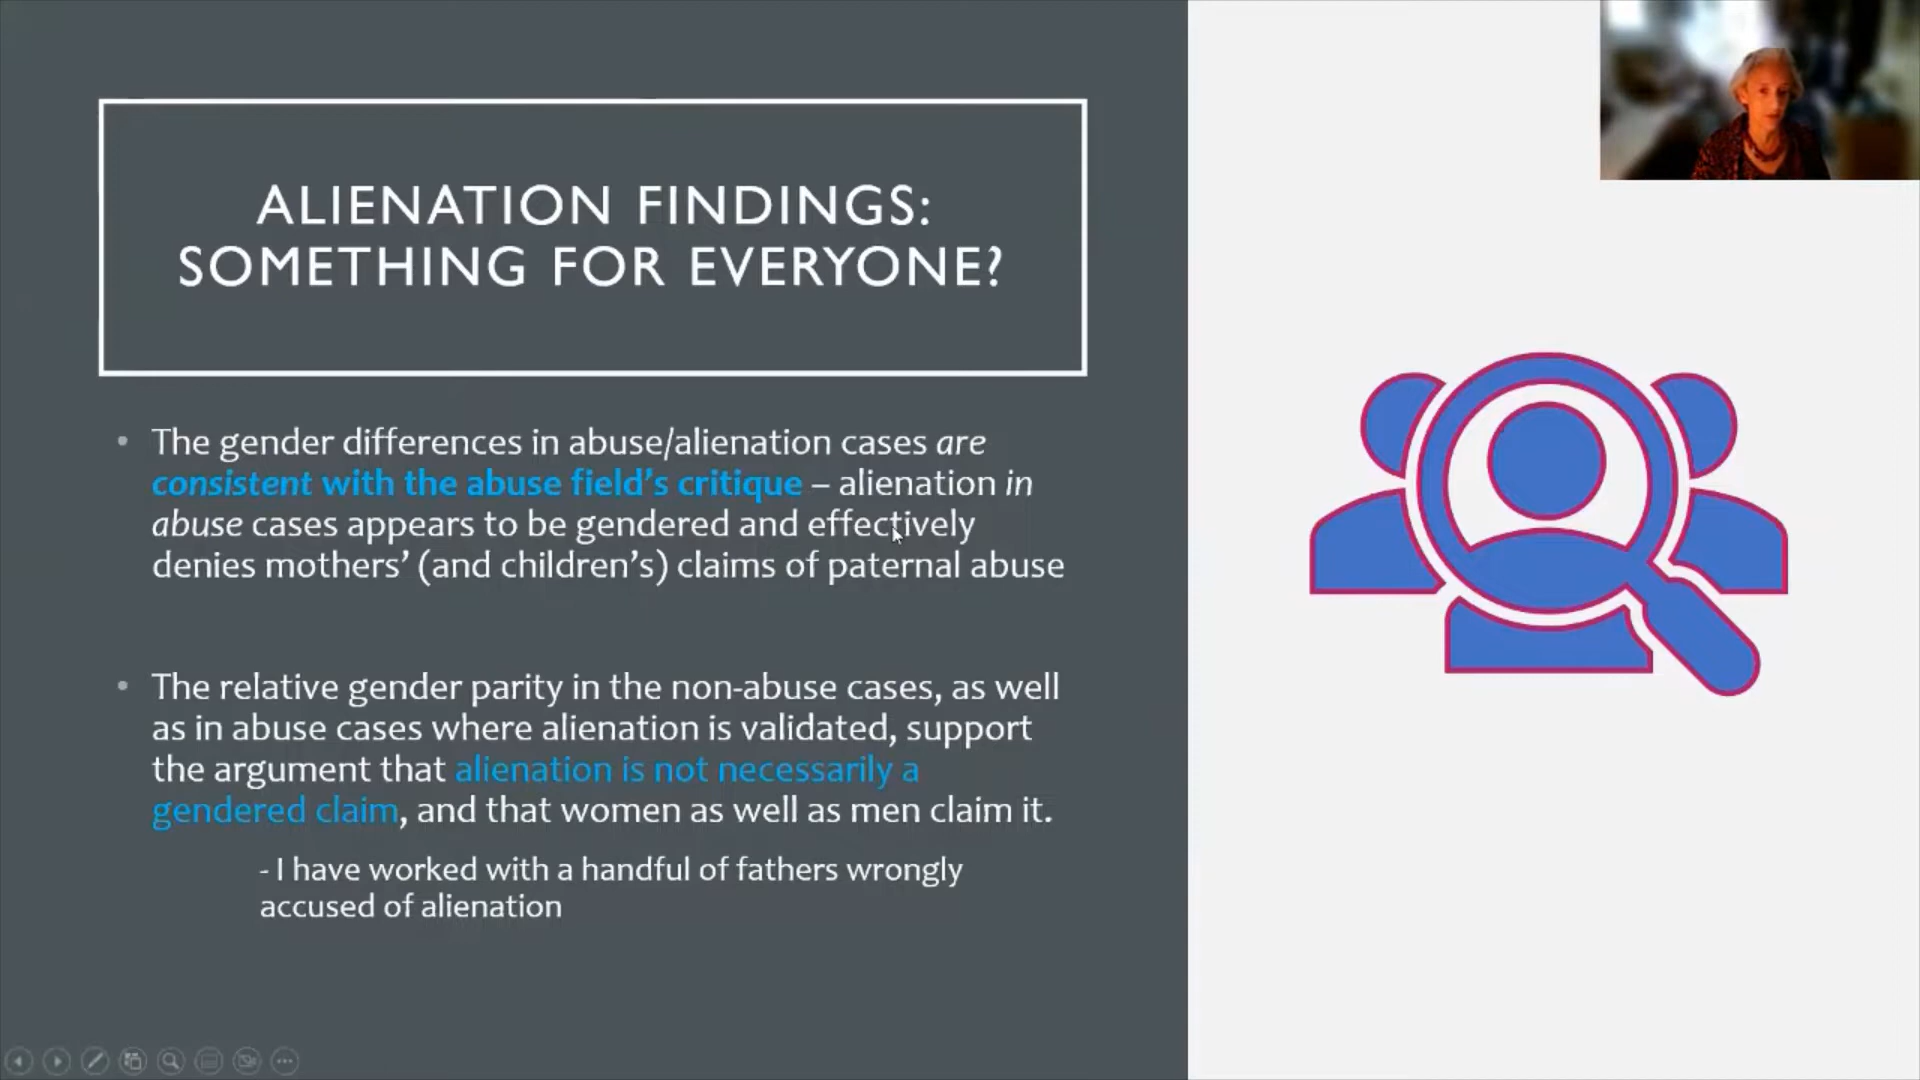 ALIENATION FINDINGS:
SOMETHING FOR EVERYONE?
• The gender differences in abuse/alienation cases are
consistent with the abuse field’s critique – alienation in
abuse cases appears to be gendered and effectively
denies mothers’ (and children’s) claims of paternal abuse
• The relative gender parity in the non-abuse cases, as well
as in abuse cases where alienation is validated, support
the argument that alienation is not necessarily a
gendered claim, and that women as well as men claim it.
- I have worked with a handful of fathers wrongly
accused of alienation